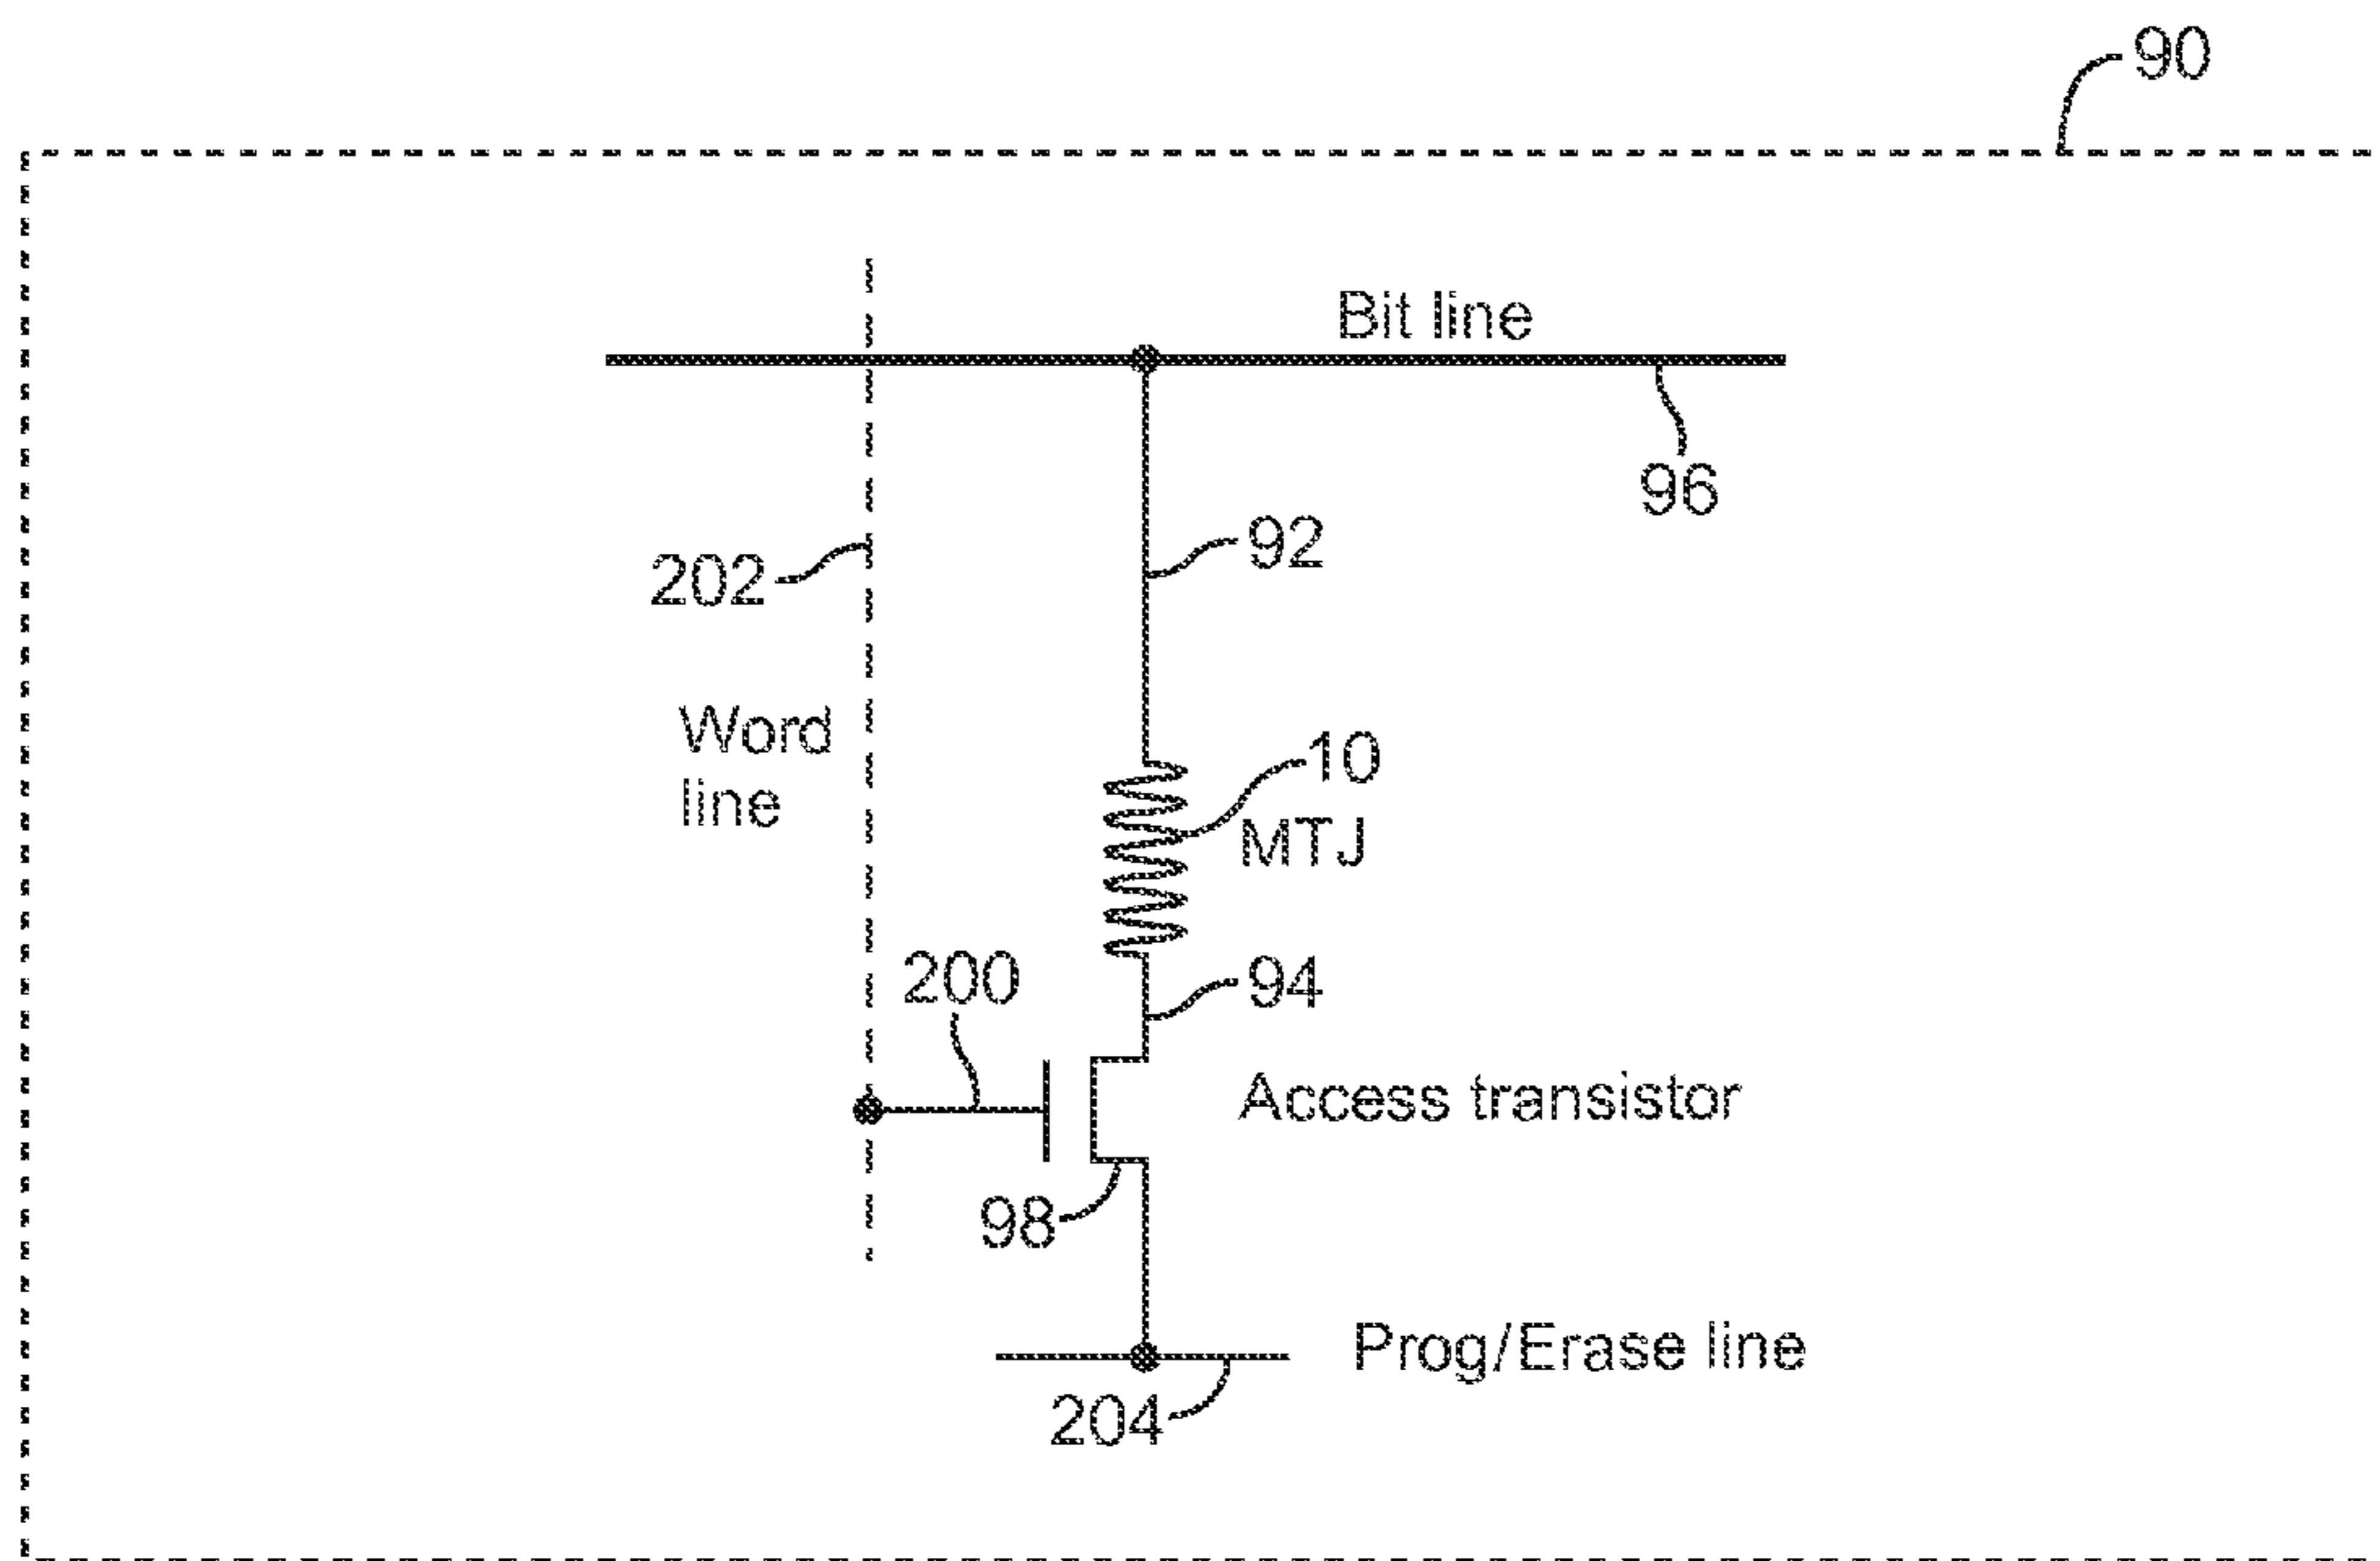 90
Bit line
96
92
202
Word
line
10
MTJ
200
94
Access transistor
98
Prog/Erase line
204